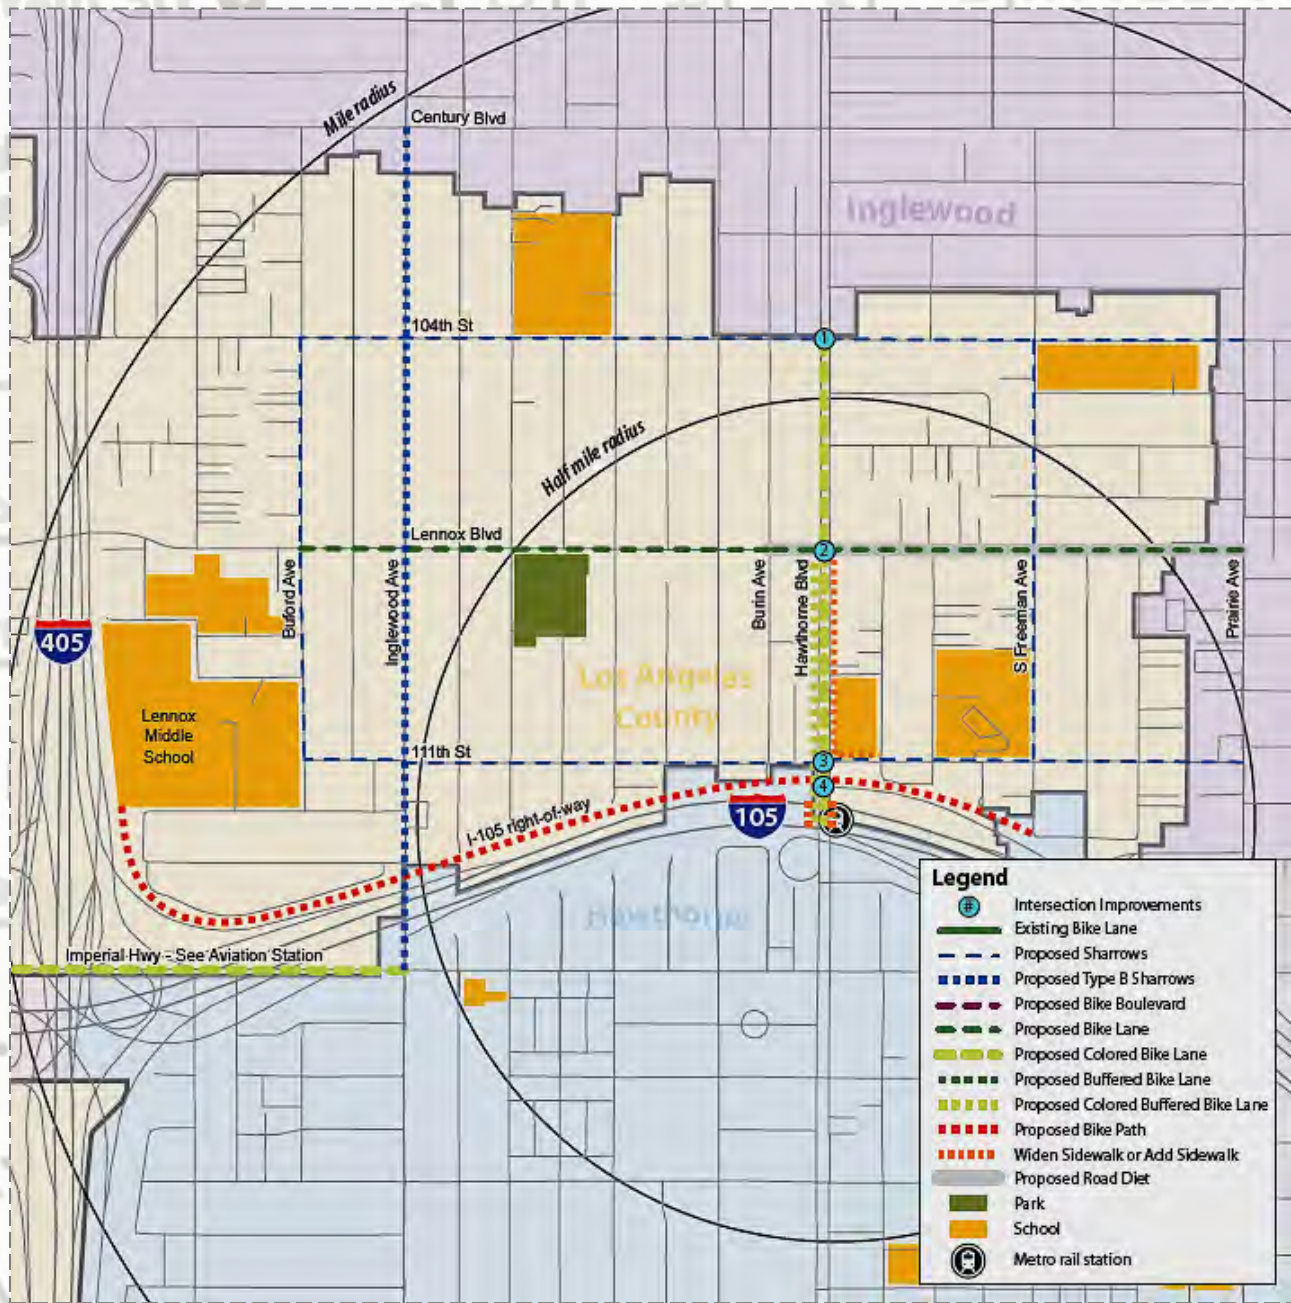 Mile radius
Century Blvd
Inglewood
104th St
Half mile radius
Lennox Blvd
Buford Ave
Inglewood Ave
Burin Ave
Hawthorne Blvd
S Freeman Ave
Prairie Ave
1
2
3
4
405
Los Angeles
County
Lennox
Middle
School
111th St
I-105 right-of-way
105
Hawthorne
Imperial Hwy - See Aviation Station
Legend
# Intersection Improvements
Existing Bike Lane
Proposed Sharrows
Proposed Type B Sharrows
Proposed Bike Boulevard
Proposed Bike Lane
Proposed Colored Bike Lane
Proposed Buffered Bike Lane
Proposed Colored Buffered Bike Lane
Proposed Bike Path
Widen Sidewalk or Add Sidewalk
Proposed Road Diet
Park
School
Metro rail station